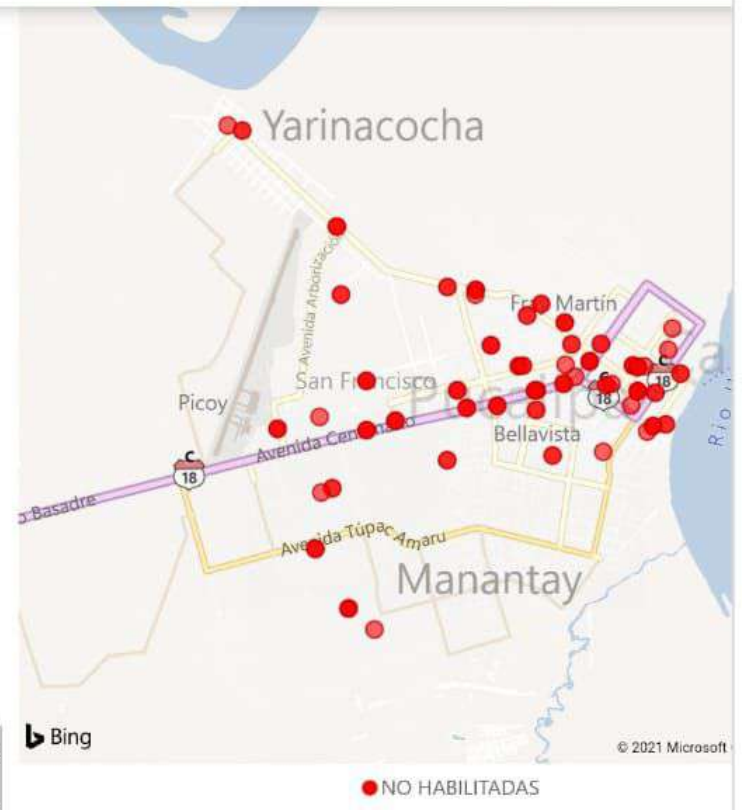 Yarinacocha
Avenida Arborización
Fray Martín
San Francisco
Picoy
C
18
C
18
Pucallpa
Bellavista
Avenida Centenario
C
18
o Basadre
Río U
Avenida Túpac Amaru
Manantay
Bing
© 2021 Microsoft
NO HABILITADAS